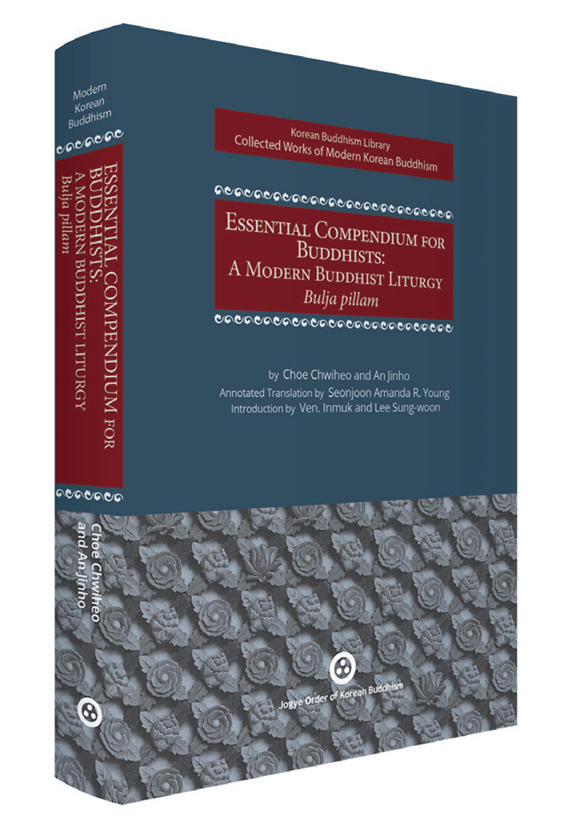 Modern
Korean
Buddhism
ESSENTIAL COMPENDIUM FOR
BUDDHISTS:
A MODERN BUDDHIST LITURGY
Bulja pillam
Choe Chwiheo
and An Jinho
Korean Buddhism Library
Collected Works of Modern Korean Buddhism
ESSENTIAL COMPENDIUM FOR
BUDDHISTS:
A MODERN BUDDHIST LITURGY
Bulja pillam
by Choe Chwiheo and An Jinho
Annotated Translation by Seonjoon Amanda R. Young
Introduction by Ven. Inmuk and Lee Sung-woon
Jogye Order of Korean Buddhism